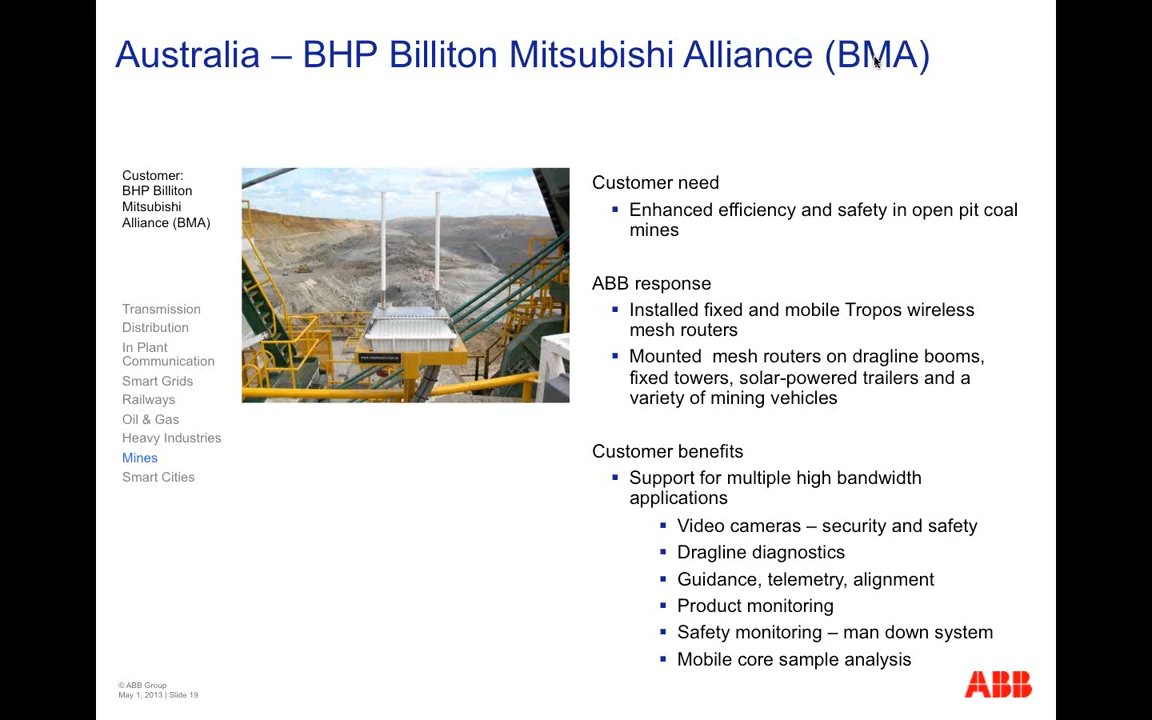 Australia – BHP Billiton Mitsubishi Alliance (BMA)
Customer:
BHP Billiton
Mitsubishi
Alliance (BMA)
Transmission
Distribution
In Plant
Communication
Smart Grids
Railways
Oil & Gas
Heavy Industries
Mines
Smart Cities
Customer need
▪ Enhanced efficiency and safety in open pit coal
mines
ABB response
▪ Installed fixed and mobile Tropos wireless
mesh routers
▪ Mounted  mesh routers on dragline booms,
fixed towers, solar-powered trailers and a
variety of mining vehicles
Customer benefits
▪ Support for multiple high bandwidth
applications
▪ Video cameras – security and safety
▪ Dragline diagnostics
▪ Guidance, telemetry, alignment
▪ Product monitoring
▪ Safety monitoring – man down system
▪ Mobile core sample analysis
© ABB Group
May 1, 2013 | Slide 19
ABB